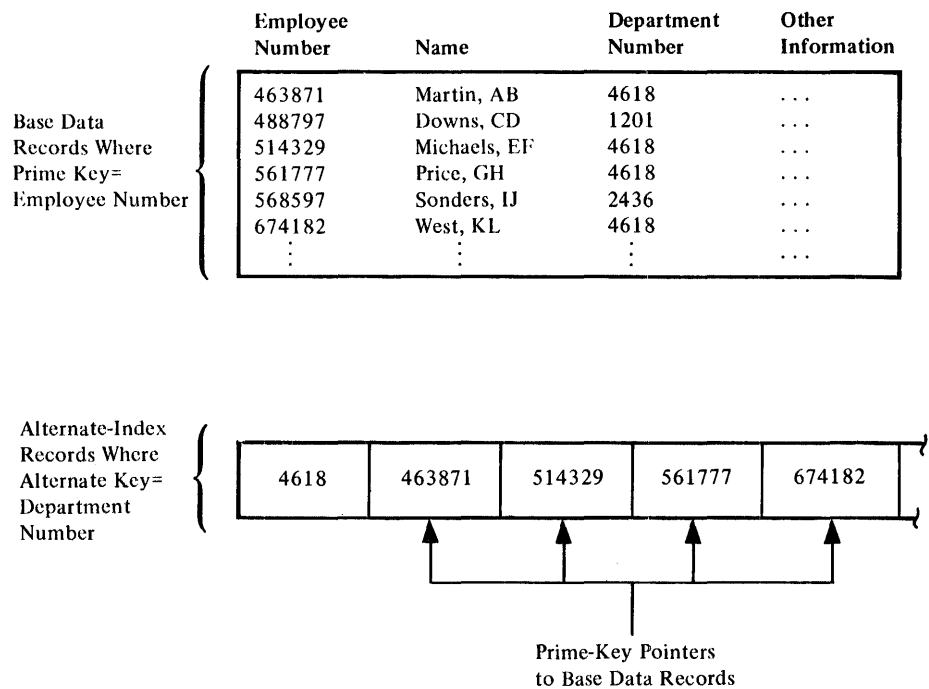 Employee Number Name Department Number Other Information
Base Data
Records Where
Prime Key=
Employee Number
463871 Martin, AB 4618 . . .
488797 Downs, CD 1201 . . .
514329 Michaels, EF 4618 . . .
561777 Price, GH 4618 . . .
568597 Sonders, IJ 2436 . . .
674182 West, KL 4618 . . .
⋮ ⋮ ⋮ . . .
Alternate-Index
Records Where
Alternate Key=
Department
Number
4618 463871 514329 561777 674182
Prime-Key Pointers
to Base Data Records